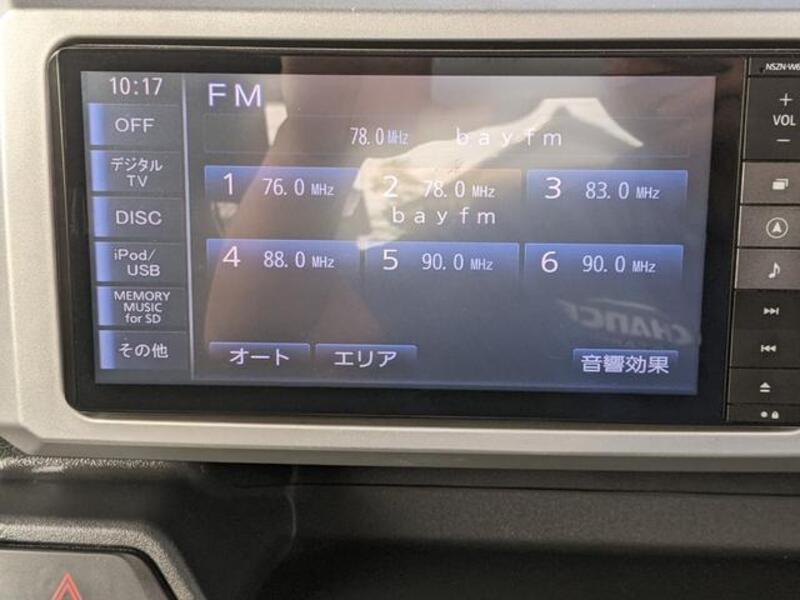 NSZN-W6
10:17
FM
OFF
78.0MHz bayfm
+
VOL
−
デジタル
TV
1 76.0 MHz
2 78.0 MHz
bayfm
3 83.0 MHz
DISC
iPod/
USB
4 88.0 MHz
5 90.0 MHz
6 90.0 MHz
MEMORY
MUSIC
for SD
その他
オート
エリア
音響効果